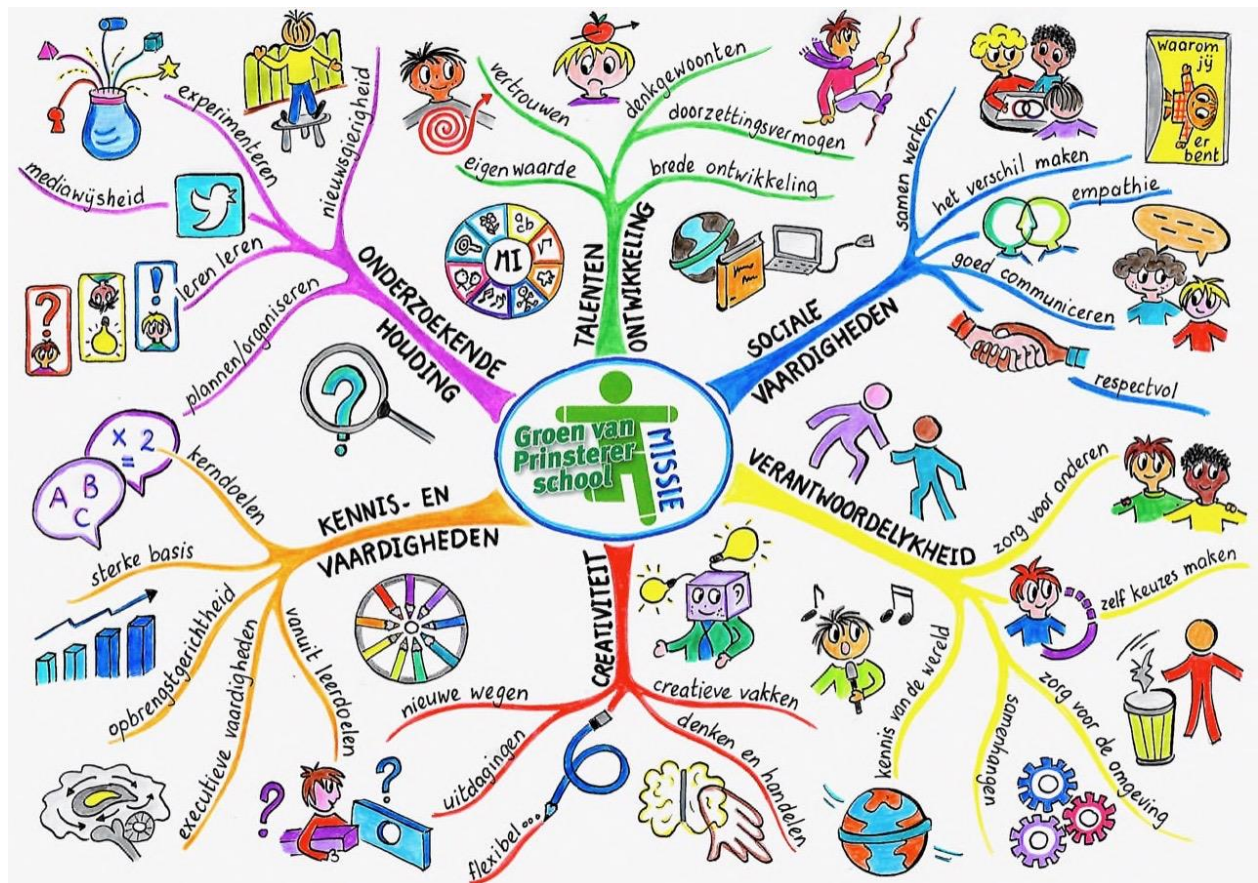 Groen van
Prinsterer
school
MISSIE
TALENTEN
ONTWIKKELING
vertrouwen
eigenwaarde
denkgewoonten
doorzettingsvermogen
brede ontwikkeling
MI
ab
√
SOCIALE
VAARDIGHEDEN
samen werken
het verschil maken
empathie
goed communiceren
respectvol
waarom
jij
er
bent
VERANTWOORDELYKHEID
zorg voor anderen
zelf keuzes maken
zorg voor de omgeving
samenhangen
kennis van de wereld
CREATIVITEIT
creatieve vakken
denken en handelen
flexibel...
uitdagingen
nieuwe wegen
KENNIS- EN
VAARDIGHEDEN
kerndoelen
sterke basis
opbrengstgerichtheid
executieve vaardigheden
vanuit leerdoelen
X 2
=
A B
C
?
?
ONDERZOEKENDE
HOUDING
nieuwsgierigheid
experimenteren
mediawijsheid
leren leren
plannen/organiseren
?
!
?